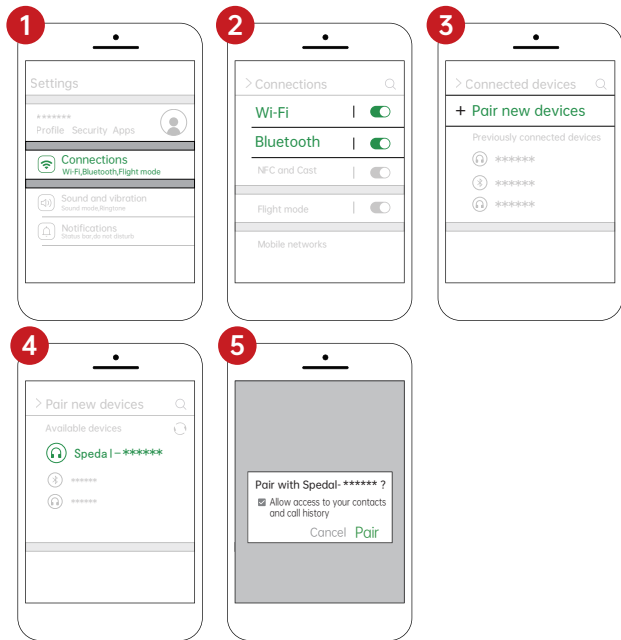 1
Settings
******
Profile Security Apps
Connections
Wi-Fi,Bluetooth,Flight mode
Sound and vibration
Sound mode,Ringtone
Notifications
Status bar,do not disturb
2
> Connections
Wi-Fi |
Bluetooth |
NFC and Cast |
Flight mode |
Mobile networks
3
> Connected devices
+ Pair new devices
Previously connected devices
******
******
******
4
> Pair new devices
Available devices
Spedal-******
******
******
5
Pair with Spedal- ****** ?
Allow access to your contacts
and call history
Cancel Pair